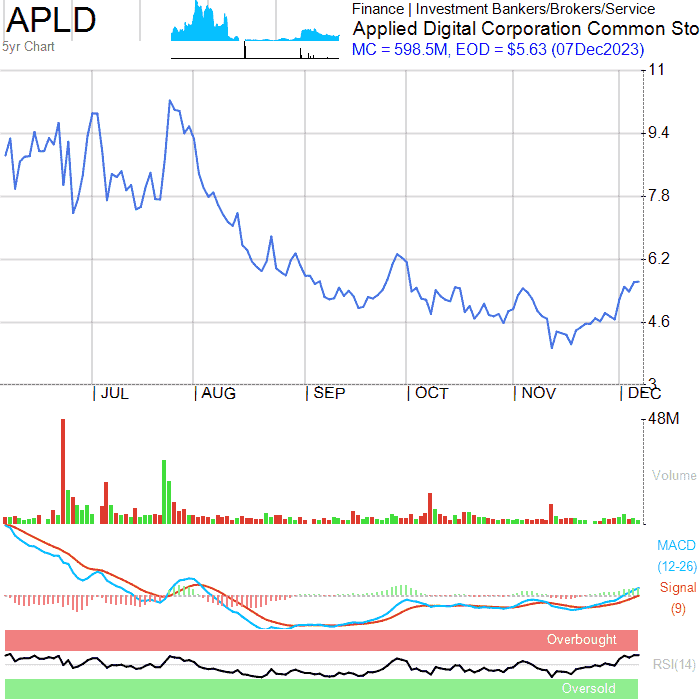 APLD
5yr Chart
Finance | Investment Bankers/Brokers/Service
Applied Digital Corporation Common Sto
MC = 598.5M, EOD = $5.63 (07Dec2023)
11
9.4
7.8
6.2
4.6
3
JUL
AUG
SEP
OCT
NOV
DEC
48M
Volume
MACD
(12-26)
Signal
(9)
Overbought
RSI(14)
Oversold